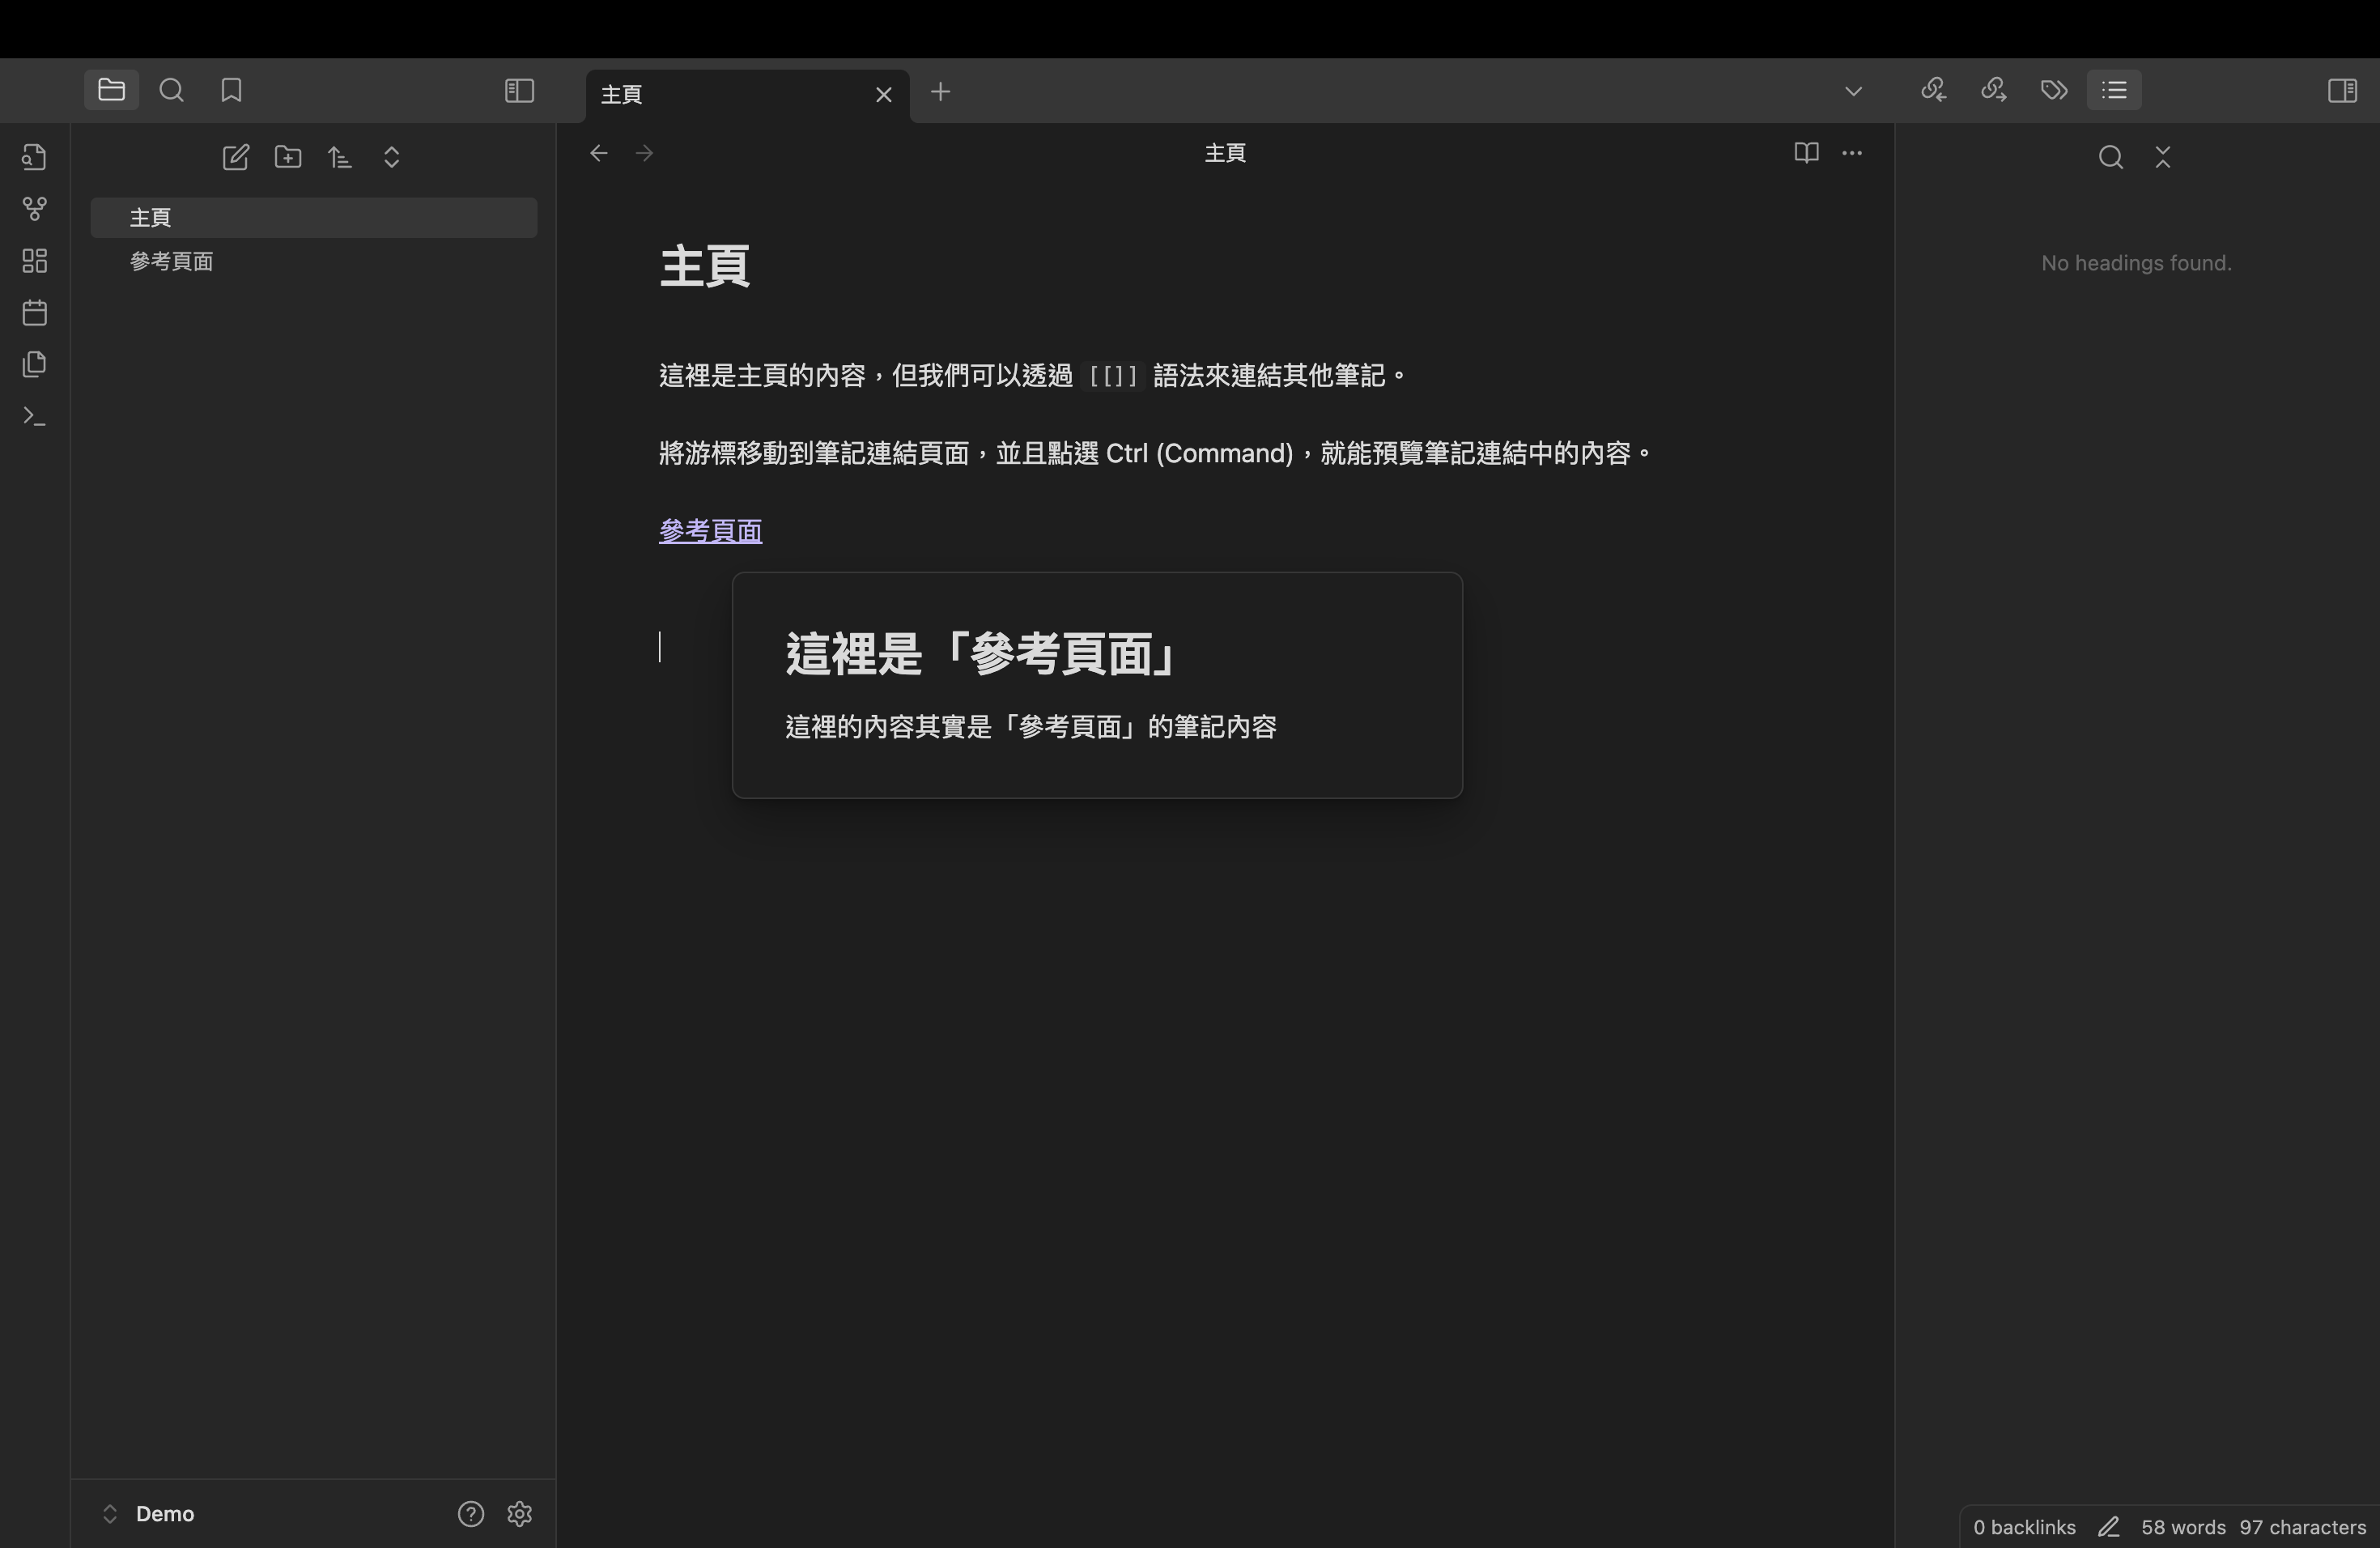 主頁
主頁
主頁
參考頁面
No headings found.
主頁
這裡是主頁的內容，但我們可以透過 [[]] 語法來連結其他筆記。
將游標移動到筆記連結頁面，並且點選 Ctrl (Command)，就能預覽筆記連結中的內容。
參考頁面
這裡是「參考頁面」
這裡的內容其實是「參考頁面」的筆記內容
Demo
0 backlinks 58 words 97 characters